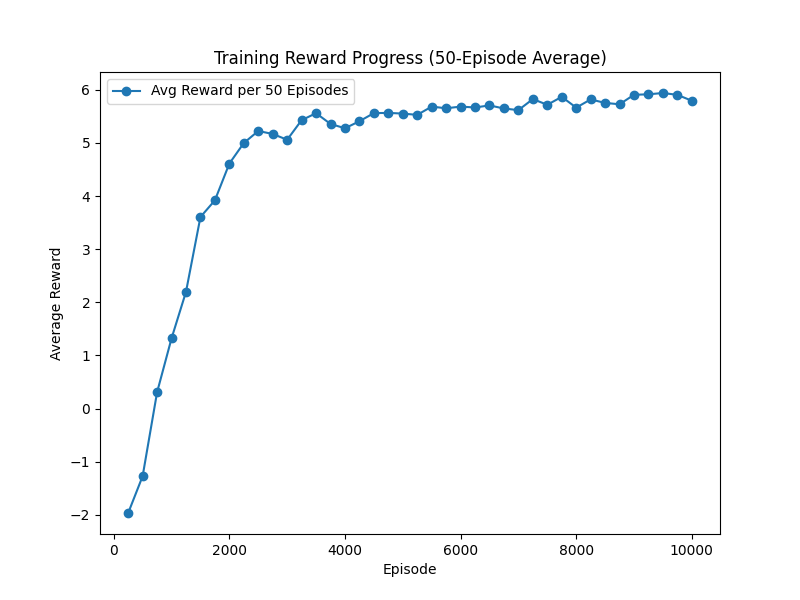 Training Reward Progress (50-Episode Average)
Avg Reward per 50 Episodes
6
5
4
3
2
1
0
−1
−2
Average Reward
0 2000 4000 6000 8000 10000
Episode